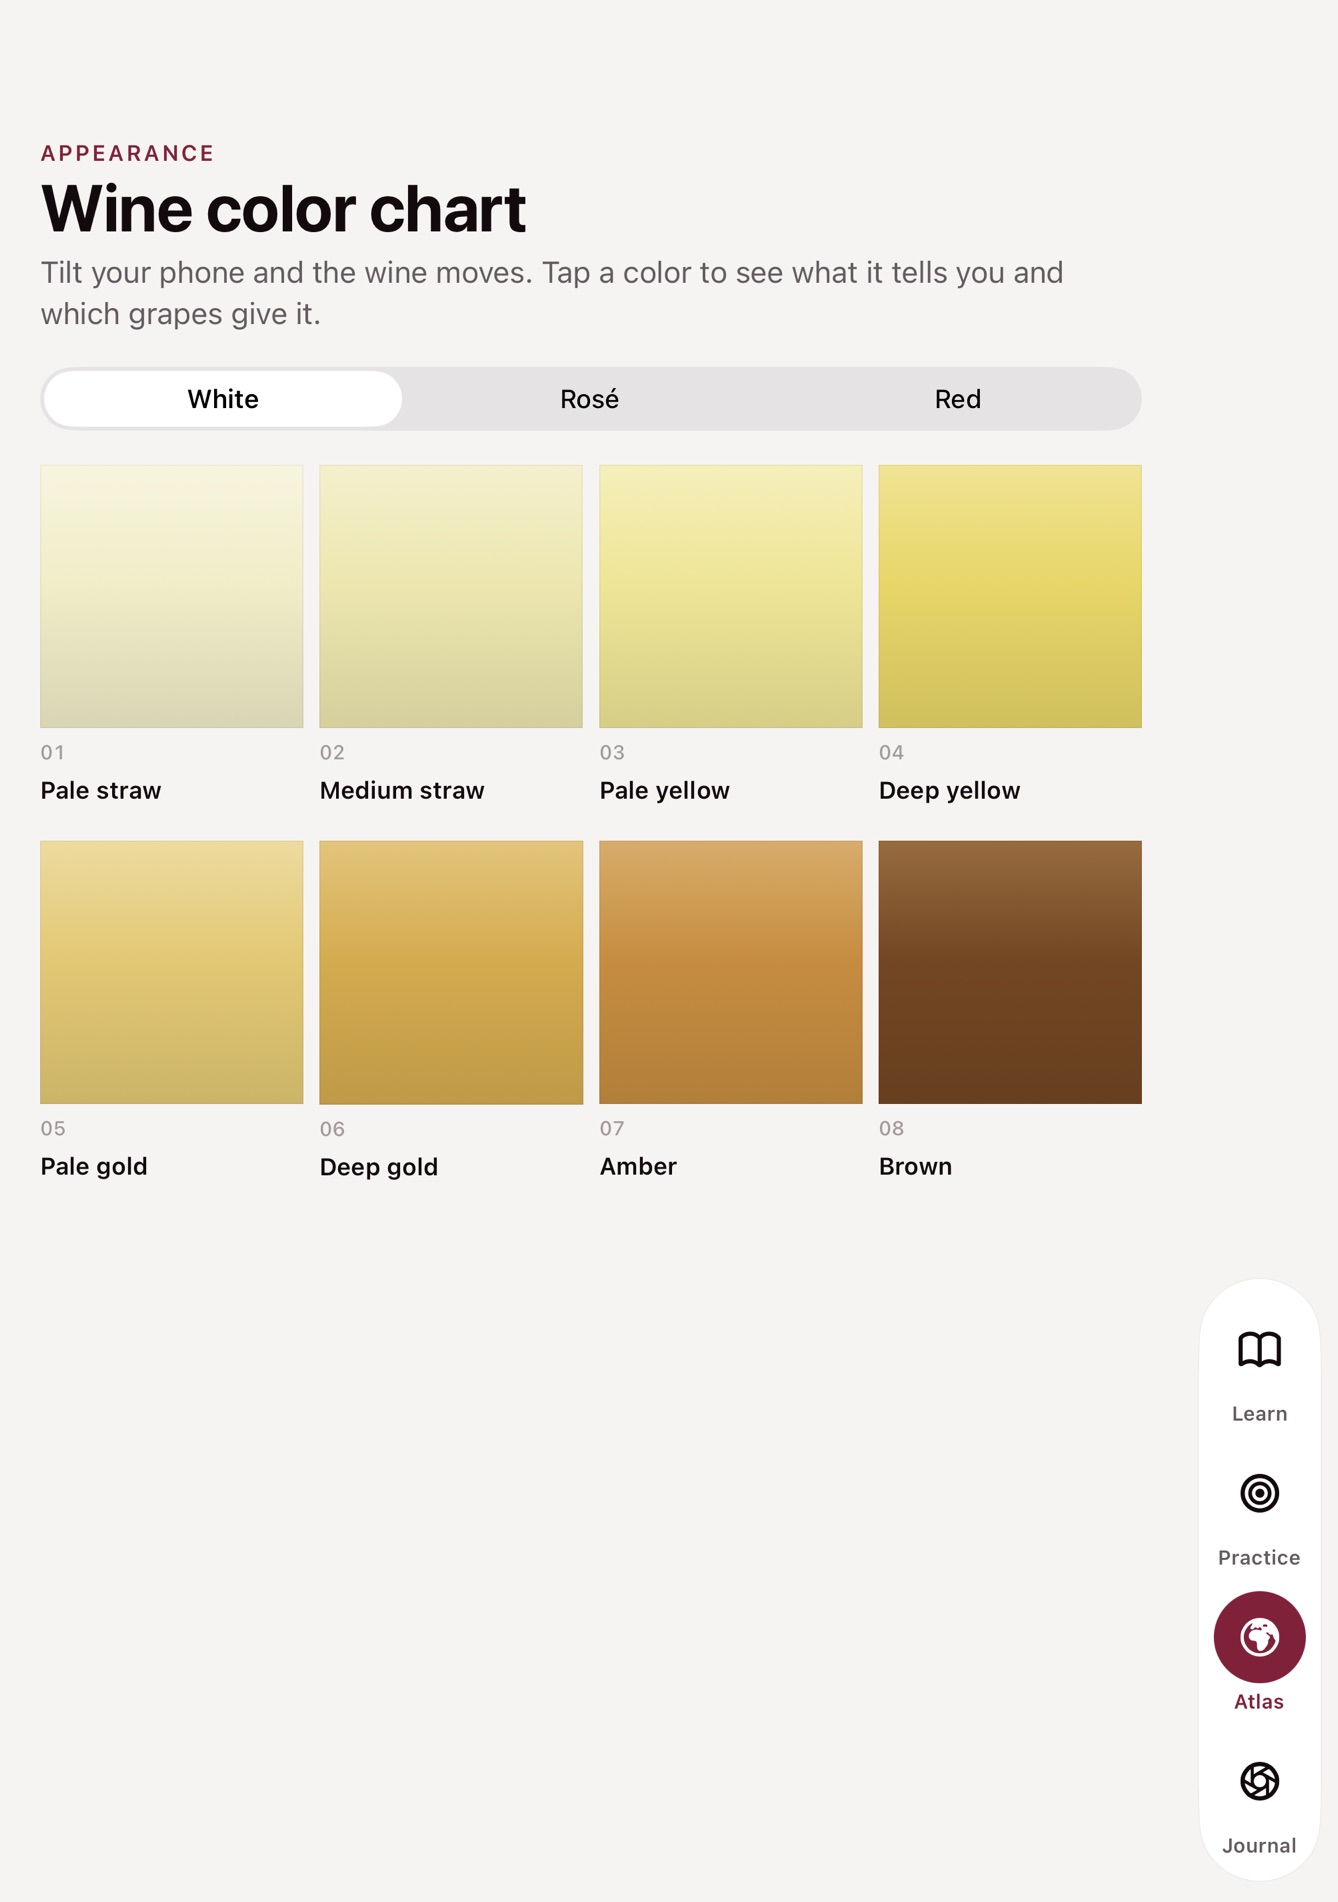 APPEARANCE
Wine color chart
Tilt your phone and the wine moves. Tap a color to see what it tells you and
which grapes give it.
White
Rosé
Red
01
Pale straw
02
Medium straw
03
Pale yellow
04
Deep yellow
05
Pale gold
06
Deep gold
07
Amber
08
Brown
Learn
Practice
Atlas
Journal